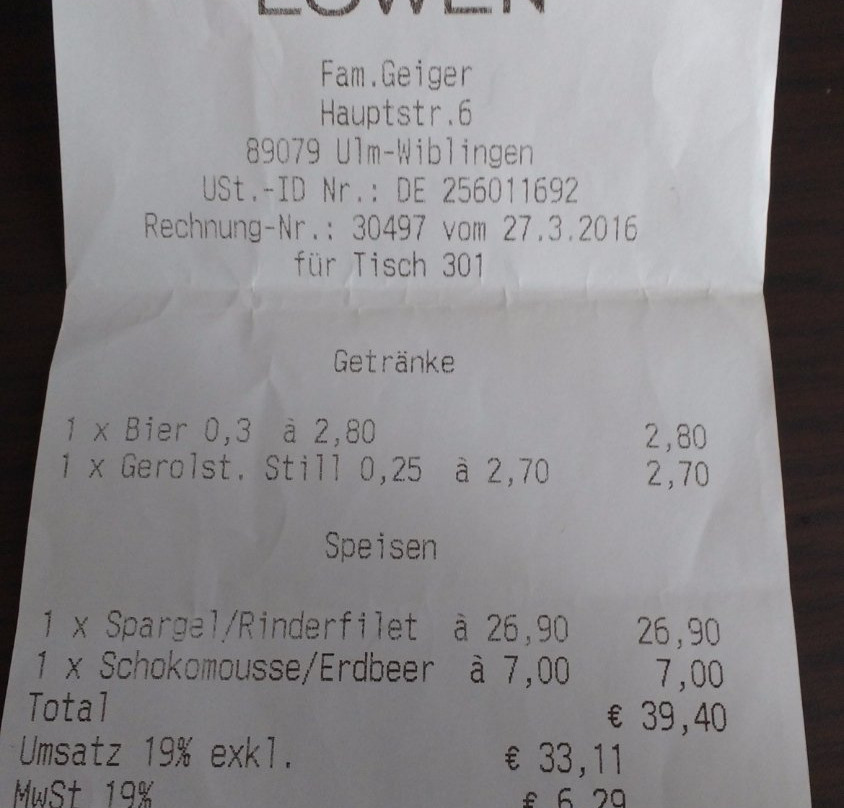 LÖWEN
Fam.Geiger
Hauptstr.6
89079 Ulm-Wiblingen
USt.-ID Nr.: DE 256011692
Rechnung-Nr.: 30497 vom 27.3.2016
für Tisch 301
Getränke
1 x Bier 0,3 à 2,80 2,80
1 x Gerolst. Still 0,25 à 2,70 2,70
Speisen
1 x Spargel/Rinderfilet à 26,90 26,90
1 x Schokomousse/Erdbeer à 7,00 7,00
Total € 39,40
Umsatz 19% exkl. € 33,11
MwSt 19% € 6,29